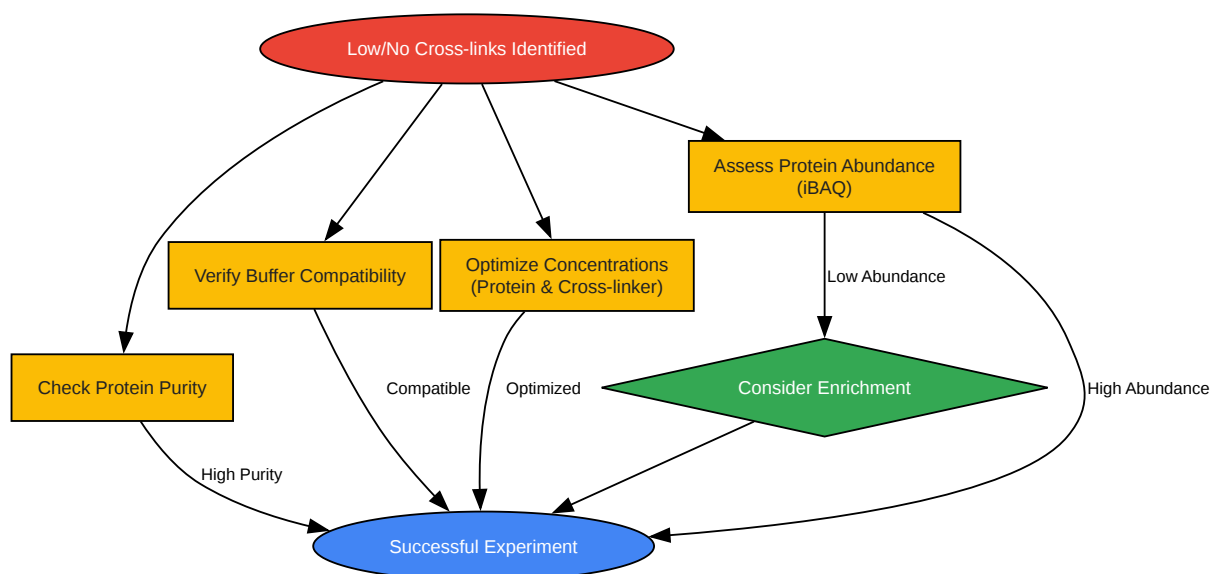 Low/No Cross-links Identified
Assess Protein Abundance
(iBAQ)
Verify Buffer Compatibility
Optimize Concentrations
(Protein & Cross-linker)
Low Abundance
Check Protein Purity
Compatible
Optimized
Consider Enrichment
High Abundance
High Purity
Successful Experiment